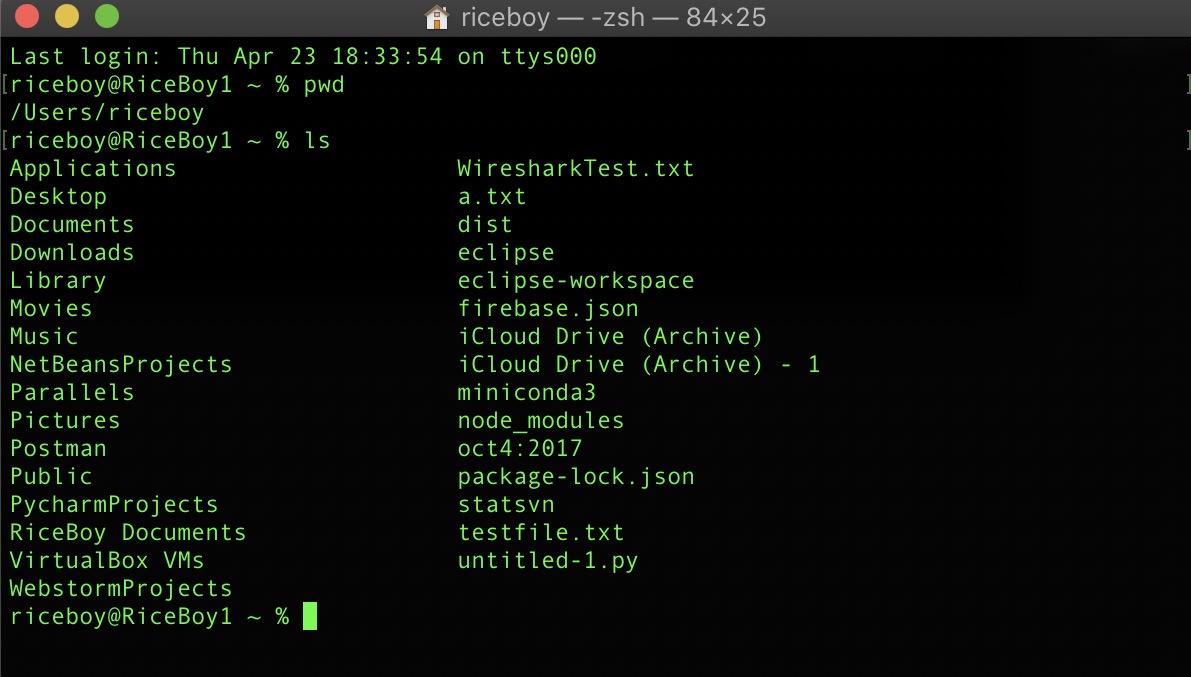 riceboy — -zsh — 84×25
Last login: Thu Apr 23 18:33:54 on ttys000
[riceboy@RiceBoy1 ~ % pwd ]
/Users/riceboy
[riceboy@RiceBoy1 ~ % ls ]
Applications WiresharkTest.txt
Desktop a.txt
Documents dist
Downloads eclipse
Library eclipse-workspace
Movies firebase.json
Music iCloud Drive (Archive)
NetBeansProjects iCloud Drive (Archive) - 1
Parallels miniconda3
Pictures node_modules
Postman oct4:2017
Public package-lock.json
PycharmProjects statsvn
RiceBoy Documents testfile.txt
VirtualBox VMs untitled-1.py
WebstormProjects
riceboy@RiceBoy1 ~ %